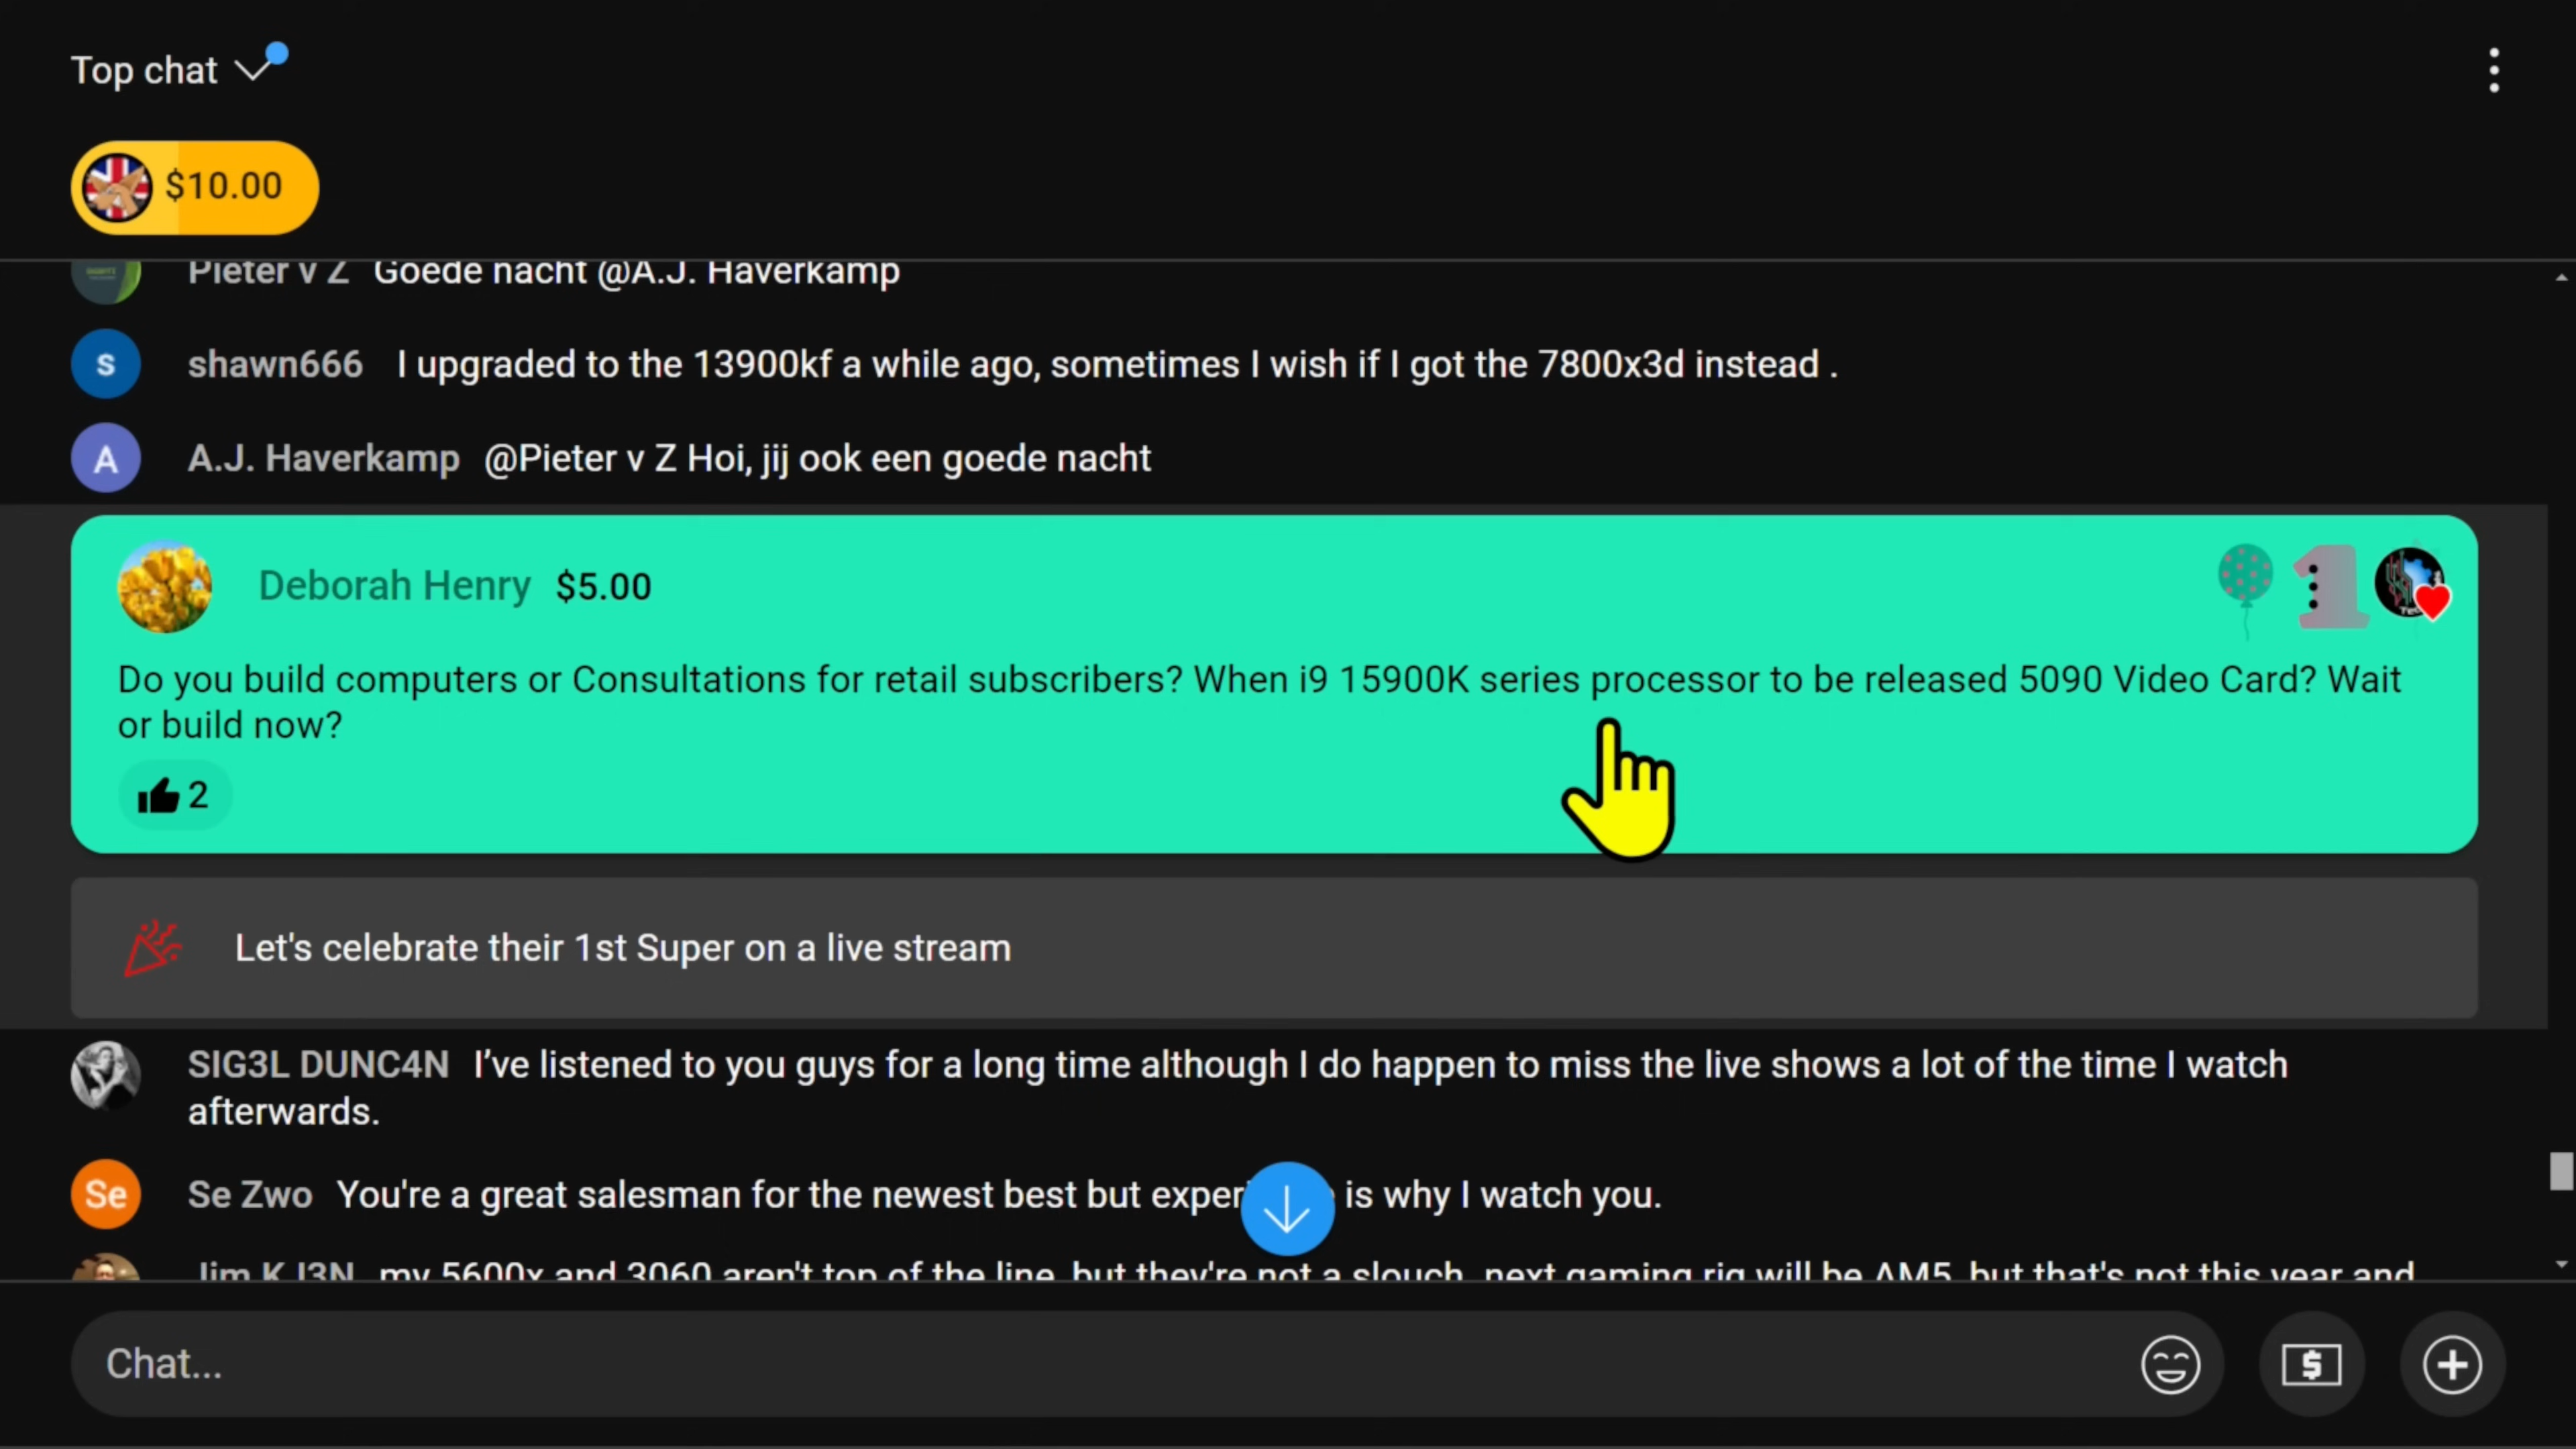 Top chat
$10.00
Pieter v Z Goede nacht @A.J. Haverkamp
s
shawn666 I upgraded to the 13900kf a while ago, sometimes I wish if I got the 7800x3d instead .
A
A.J. Haverkamp @Pieter v Z Hoi, jij ook een goede nacht
Deborah Henry $5.00
1
Do you build computers or Consultations for retail subscribers? When i9 15900K series processor to be released 5090 Video Card? Wait
or build now?
2
Let's celebrate their 1st Super on a live stream
SIG3L DUNC4N I’ve listened to you guys for a long time although I do happen to miss the live shows a lot of the time I watch
afterwards.
Se
Se Zwo You're a great salesman for the newest best but is why I watch you.
Jim KJ3N my 5600x and 3060 aren't top of the line, but they're not a slouch. next gaming rig will be AM5, but that's not this year and
Chat...